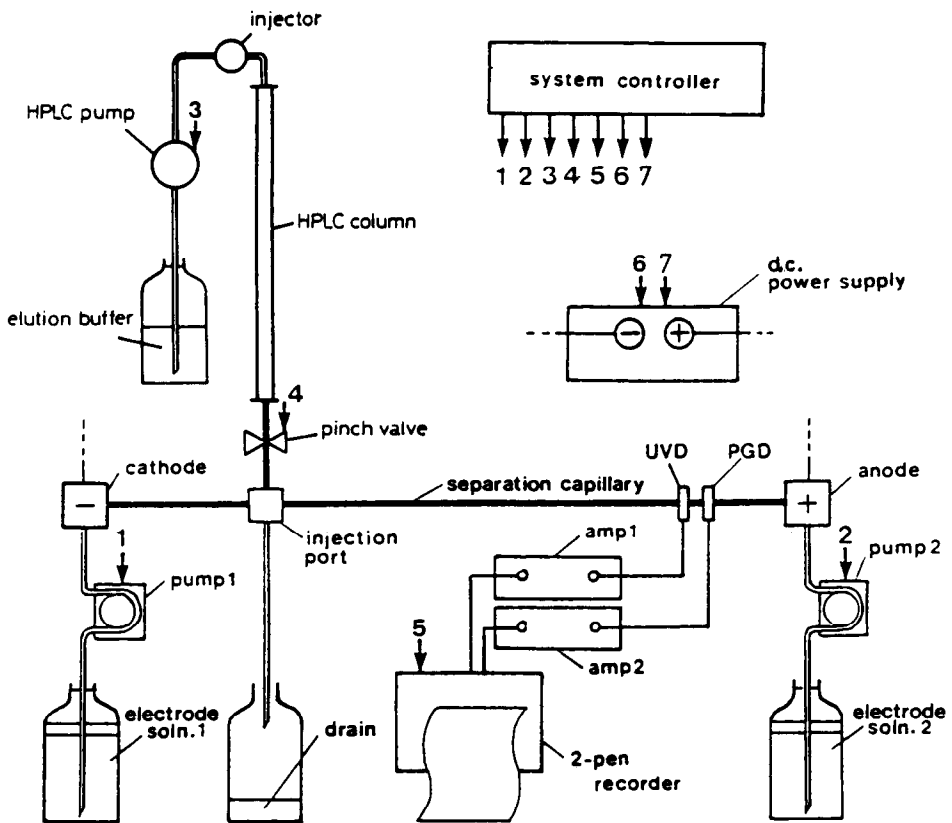 injector
system controller
HPLC pump
3
1 2 3 4 5 6 7
HPLC column
6 7
d.c.
power supply
elution buffer
− +
4
pinch valve
UVD PGD
cathode
separation capillary
anode
−
+
injection
port
1
pump1
amp1
2
pump2
5
amp2
electrode
soln.1
drain
2-pen
recorder
electrode
soln.2